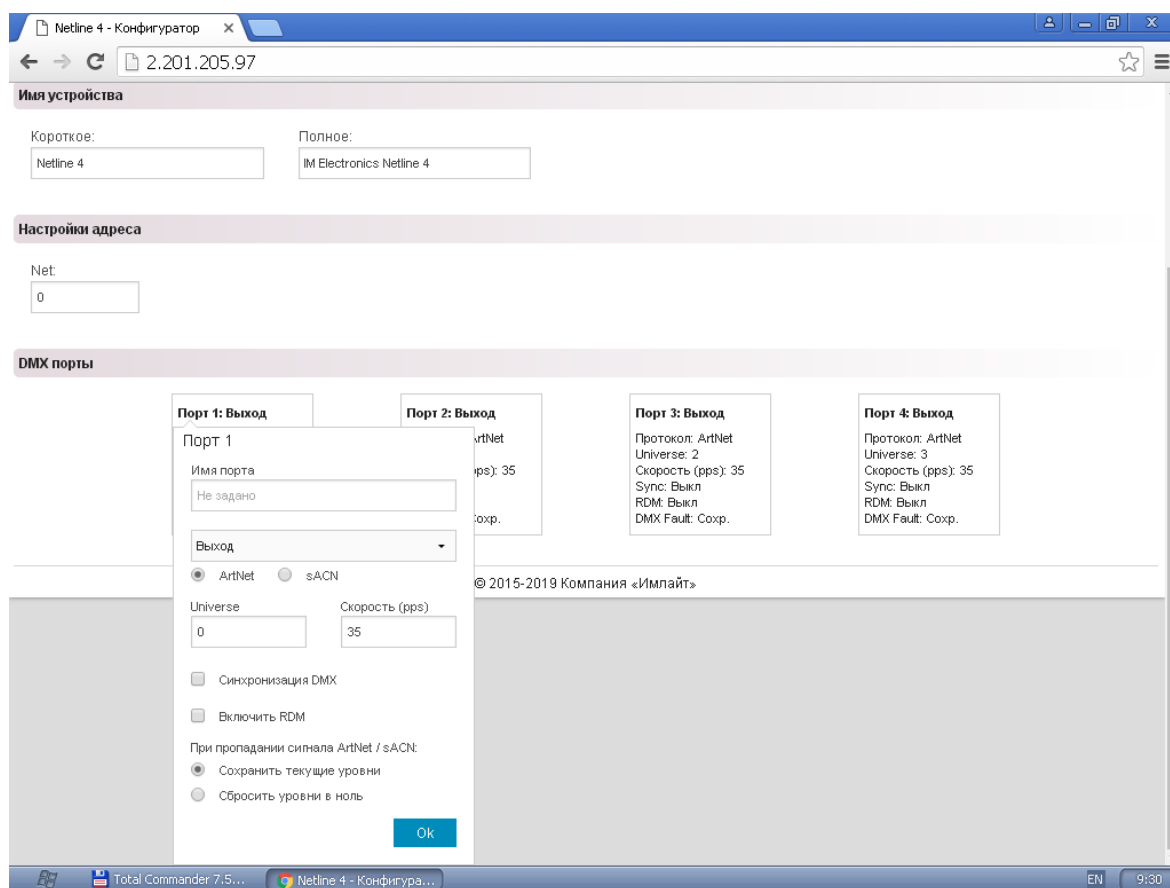 Netline 4 - Конфигуратор
2.201.205.97
Имя устройства
Короткое: Полное:
Netline 4 IM Electronics Netline 4
Настройки адреса
Net:
0
DMX порты
Порт 1: Выход Порт 2: Выход Порт 3: Выход Порт 4: Выход
Порт 1
Имя порта
Не задано
Выход
ArtNet sACN
Universe Скорость (pps)
0 35
Синхронизация DMX
Включить RDM
При пропадании сигнала ArtNet / sACN:
Сохранить текущие уровни
Сбросить уровни в ноль
Ok
rtNet
ps): 35
Сохр.
Протокол: ArtNet
Universe: 2
Скорость (pps): 35
Sync: Выкл
RDM: Выкл
DMX Fault: Сохр.
Протокол: ArtNet
Universe: 3
Скорость (pps): 35
Sync: Выкл
RDM: Выкл
DMX Fault: Сохр.
© 2015-2019 Компания «Имлайт»
Total Commander 7.5... Netline 4 - Конфигура... EN 9:30